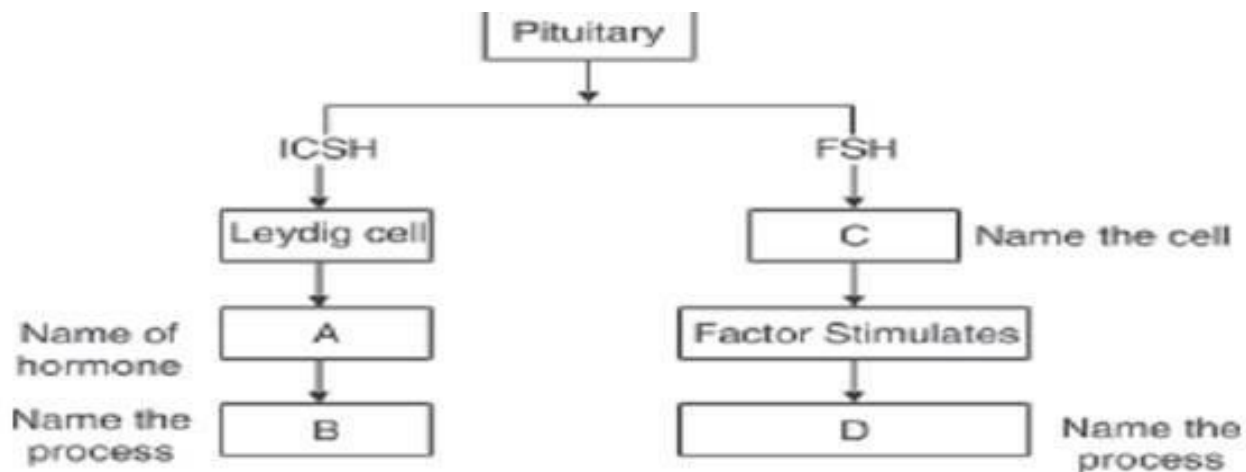 Pituitary
ICSH
FSH
Leydig cell
C
Name the cell
Name of
hormone
A
Factor Stimulates
Name the
process
B
D
Name the
process